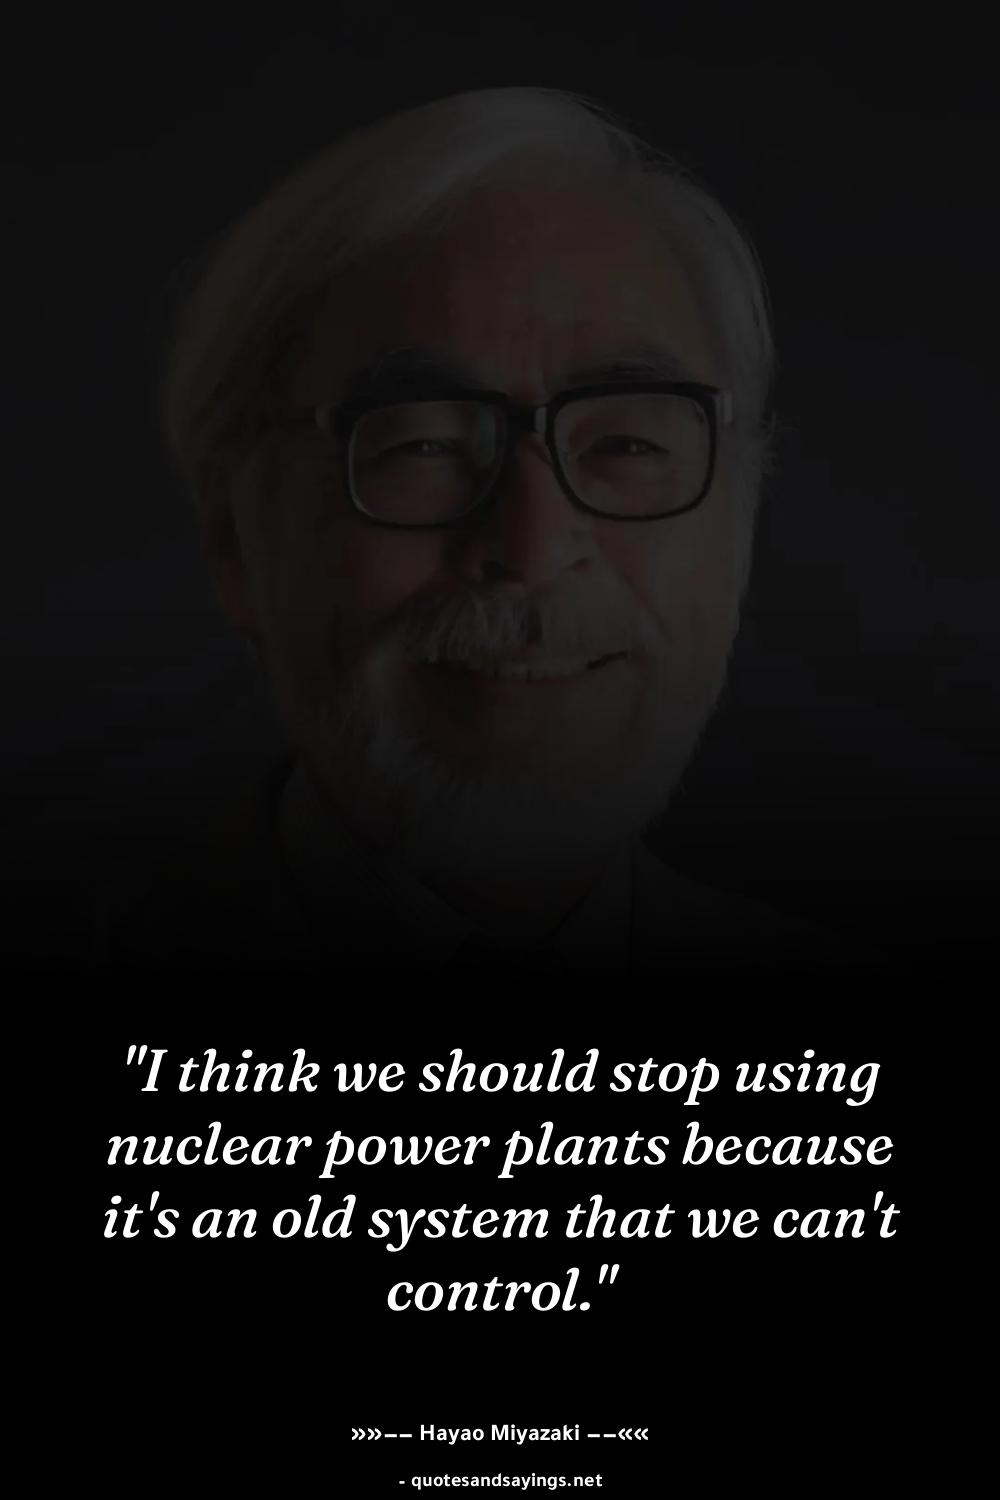 "I think we should stop using
nuclear power plants because
it's an old system that we can't
control."
»»−− Hayao Miyazaki −−««
- quotesandsayings.net